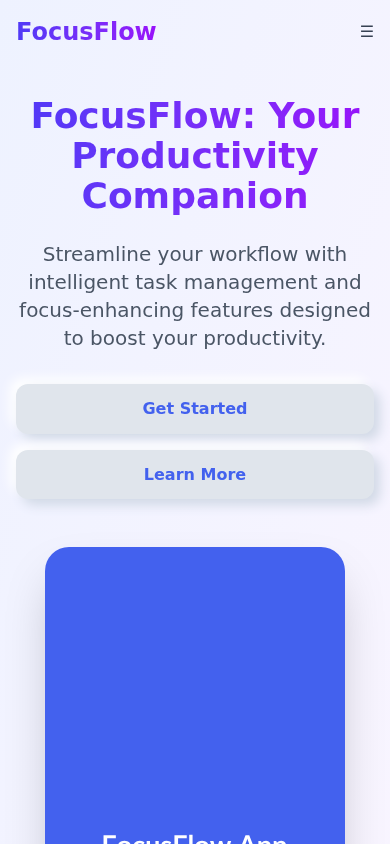 FocusFlow
☰
FocusFlow: Your
Productivity
Companion
Streamline your workflow with
intelligent task management and
focus-enhancing features designed
to boost your productivity.
Get Started
Learn More
FocusFlow App